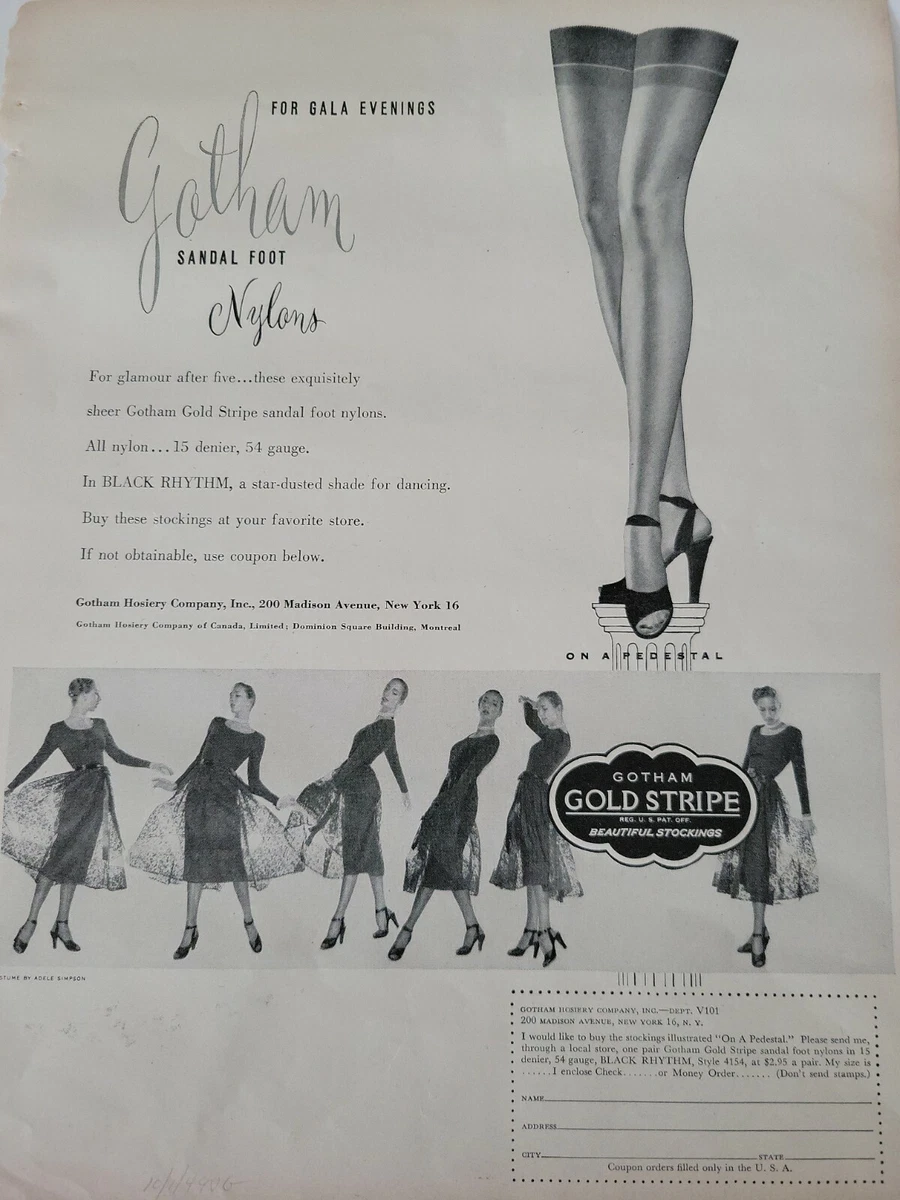 FOR GALA EVENINGS
Gotham
SANDAL FOOT
Nylons
For glamour after five...these exquisitely
sheer Gotham Gold Stripe sandal foot nylons.
All nylon... 15 denier, 54 gauge.
In BLACK RHYTHM, a star-dusted shade for dancing.
Buy these stockings at your favorite store.
If not obtainable, use coupon below.
Gotham Hosiery Company, Inc., 200 Madison Avenue, New York 16
Gotham Hosiery Company of Canada, Limited; Dominion Square Building, Montreal
ON A PEDESTAL
GOTHAM
GOLD STRIPE
REG. U. S. PAT. OFF.
BEAUTIFUL STOCKINGS
STUME BY ADELE SIMPSON
GOTHAM HOSIERY COMPANY, INC.—DEPT. V101
200 MADISON AVENUE, NEW YORK 16, N. Y.
I would like to buy the stockings illustrated "On A Pedestal." Please send me,
through a local store, one pair Gotham Gold Stripe sandal foot nylons in 15
denier, 54 gauge, BLACK RHYTHM, Style 4154, at $2.95 a pair. My size is
......I enclose Check.......or Money Order....... (Don't send stamps.)
NAME
ADDRESS
CITY STATE
Coupon orders filled only in the U. S. A.